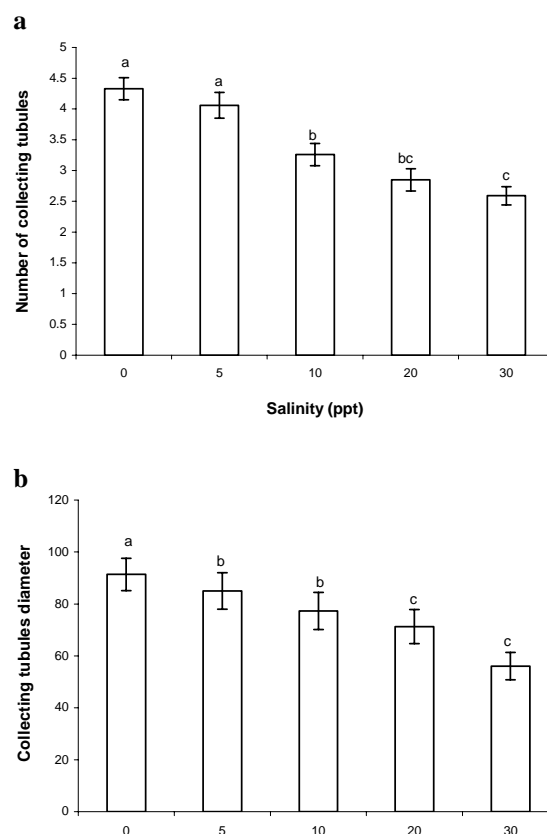 a
Number of collecting tubules
5
4.5
4
3.5
3
2.5
2
1.5
1
0.5
0
a
a
b
bc
c
0 5 10 20 30
Salinity (ppt)
b
Collecting tubules diameter
120
100
80
60
40
20
0
a
b
b
c
c
0 5 10 20 30